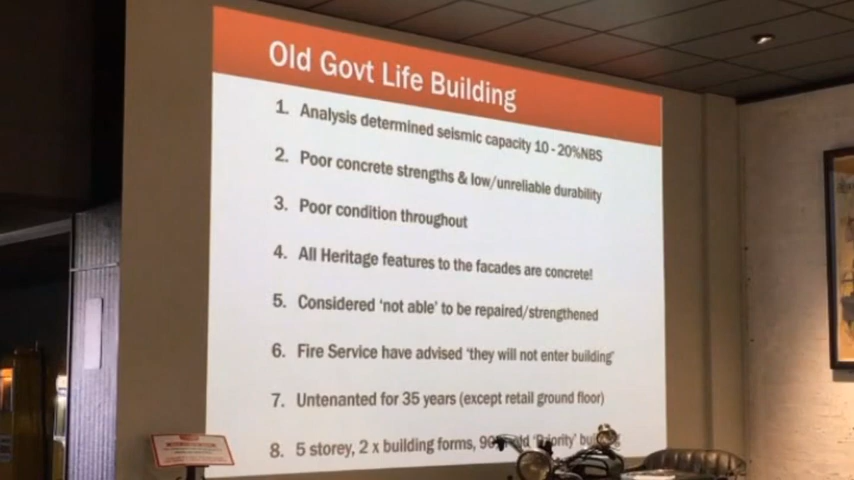 Old Govt Life Building
1. Analysis determined seismic capacity 10 - 20%NBS
2. Poor concrete strengths & low/unreliable durability
3. Poor condition throughout
4. All Heritage features to the facades are concrete!
5. Considered 'not able' to be repaired/strengthened
6. Fire Service have advised 'they will not enter building'
7. Untenanted for 35 years (except retail ground floor)
8. 5 storey, 2 x building forms,